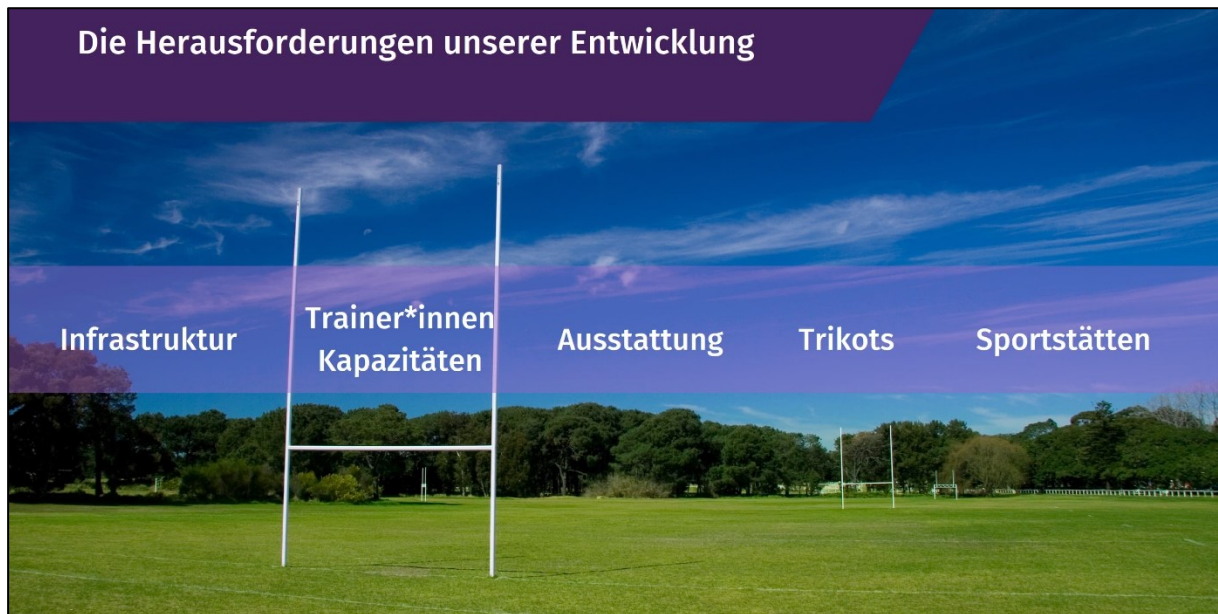 Die Herausforderungen unserer Entwicklung
Infrastruktur
Trainer*innen
Kapazitäten
Ausstattung
Trikots
Sportstätten